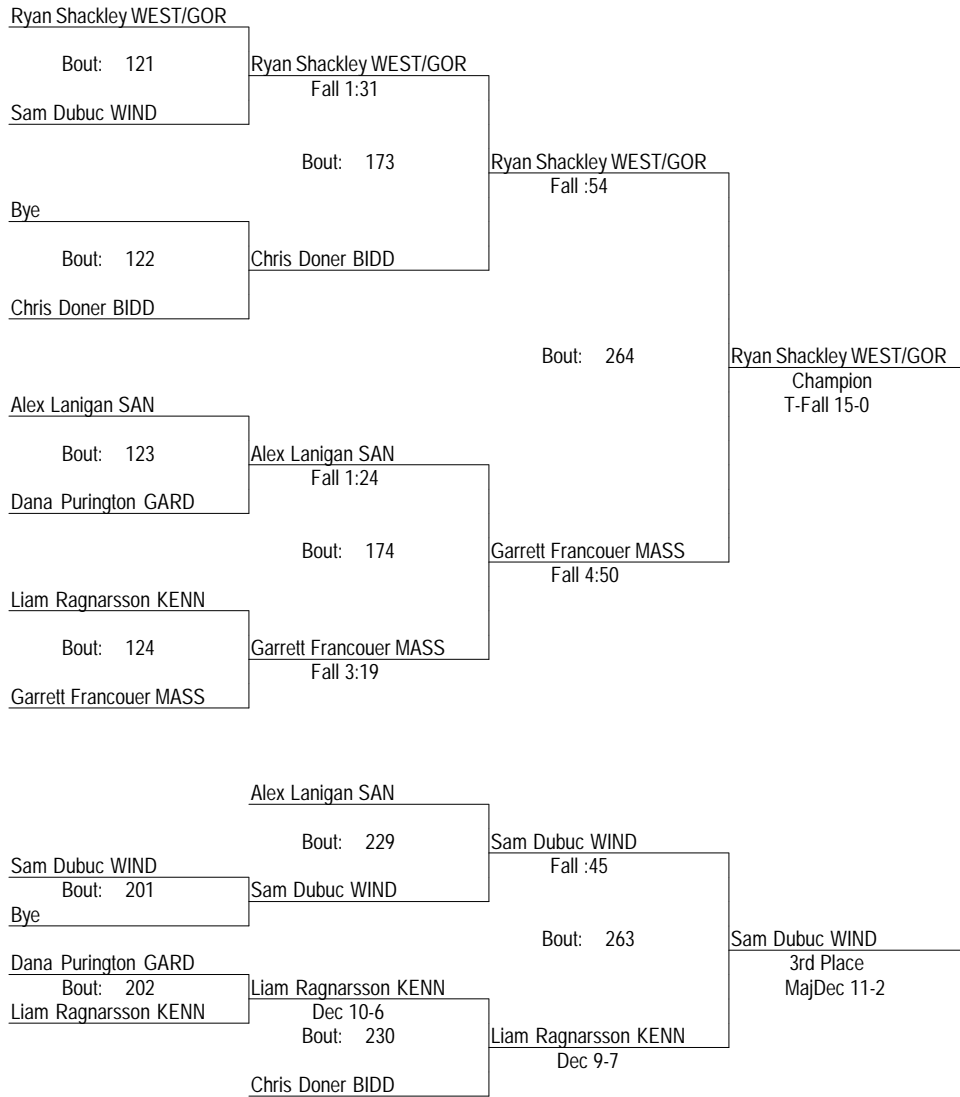 Ryan Shackley WEST/GOR
Bout: 121
Ryan Shackley WEST/GOR
Fall 1:31
Sam Dubuc WIND
Bout: 173
Ryan Shackley WEST/GOR
Fall :54
Bye
Bout: 122
Chris Doner BIDD
Chris Doner BIDD
Bout: 264
Ryan Shackley WEST/GOR
Champion
T-Fall 15-0
Alex Lanigan SAN
Bout: 123
Alex Lanigan SAN
Fall 1:24
Dana Purington GARD
Bout: 174
Garrett Francouer MASS
Fall 4:50
Liam Ragnarsson KENN
Bout: 124
Garrett Francouer MASS
Fall 3:19
Garrett Francouer MASS
Alex Lanigan SAN
Bout: 229
Sam Dubuc WIND
Fall :45
Sam Dubuc WIND
Bout: 201
Sam Dubuc WIND
Bye
Bout: 263
Sam Dubuc WIND
3rd Place
MajDec 11-2
Dana Purington GARD
Bout: 202
Liam Ragnarsson KENN
Dec 10-6
Liam Ragnarsson KENN
Bout: 230
Liam Ragnarsson KENN
Dec 9-7
Chris Doner BIDD